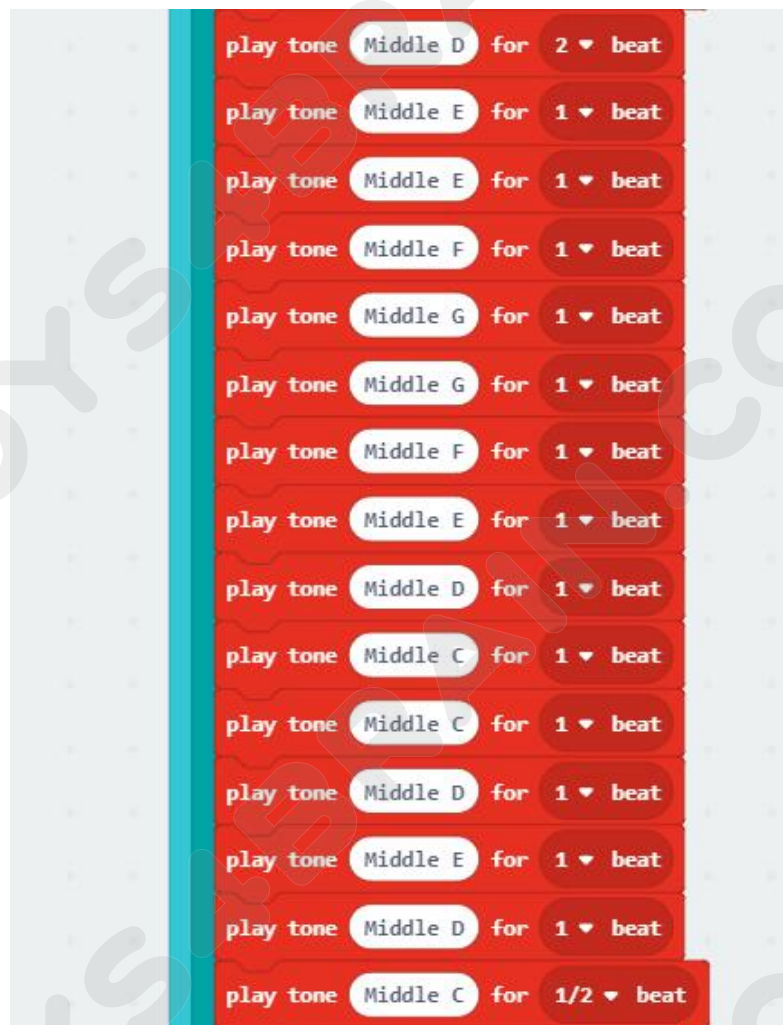 play tone Middle D for 2 beat
play tone Middle E for 1 beat
play tone Middle E for 1 beat
play tone Middle F for 1 beat
play tone Middle G for 1 beat
play tone Middle G for 1 beat
play tone Middle F for 1 beat
play tone Middle E for 1 beat
play tone Middle D for 1 beat
play tone Middle C for 1 beat
play tone Middle C for 1 beat
play tone Middle D for 1 beat
play tone Middle E for 1 beat
play tone Middle D for 1 beat
play tone Middle C for 1/2 beat